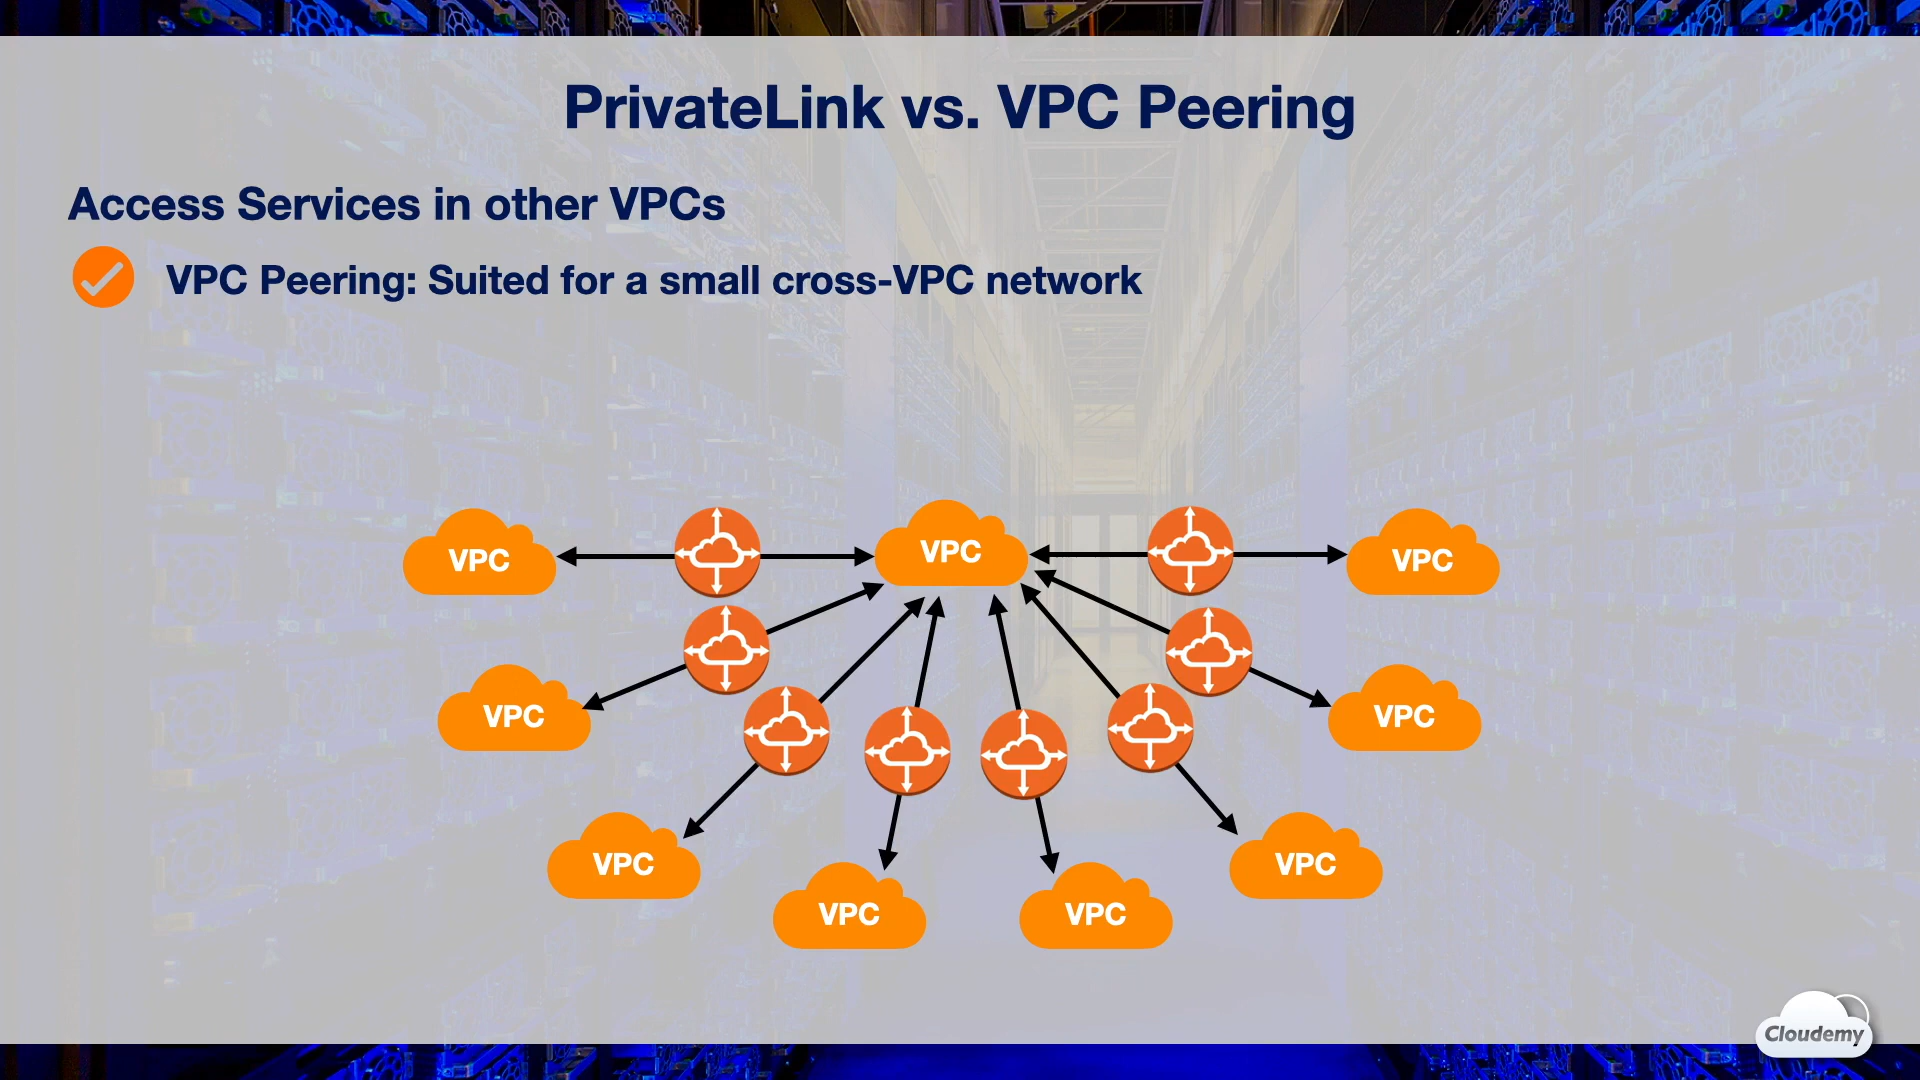 PrivateLink vs. VPC Peering
Access Services in other VPCs
VPC Peering: Suited for a small cross-VPC network
VPC
VPC
VPC
VPC
VPC
VPC
VPC
VPC
VPC
Cloudemy